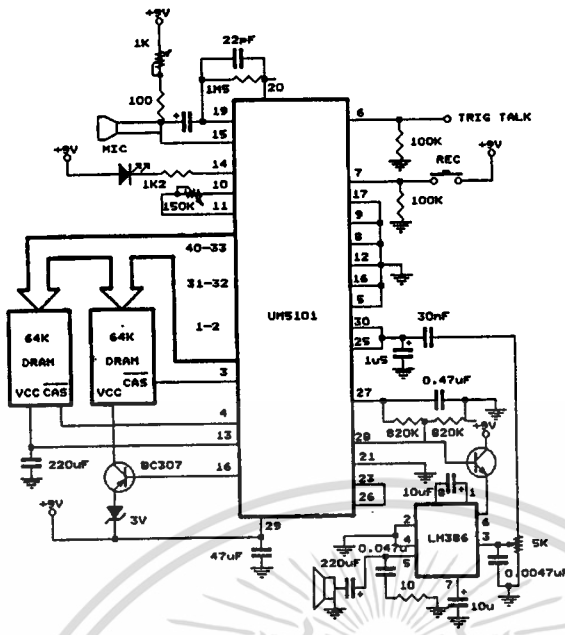 +9V
1K
22pF
1M5
20
100
19
6
TRIG TALK
15
100K
+9V
MIC
REC
+9V
14
7
1K2
10
17
150K
11
9
100K
40-33
8
12
31-32
16
5
64K
DRAM
VCC CAS
64K
DRAM
VCC CAS
1-2
UM5101
30
30nF
25
1u5
3
27
0.47uF
4
820K
820K
+9V
13
28
220uF
BC307
16
21
10uF
8
1
23
26
6
+9V
3V
2
LM386
29
4
3
5K
47uF
0.047u
5
220uF
7
0.0047uF
10
10u